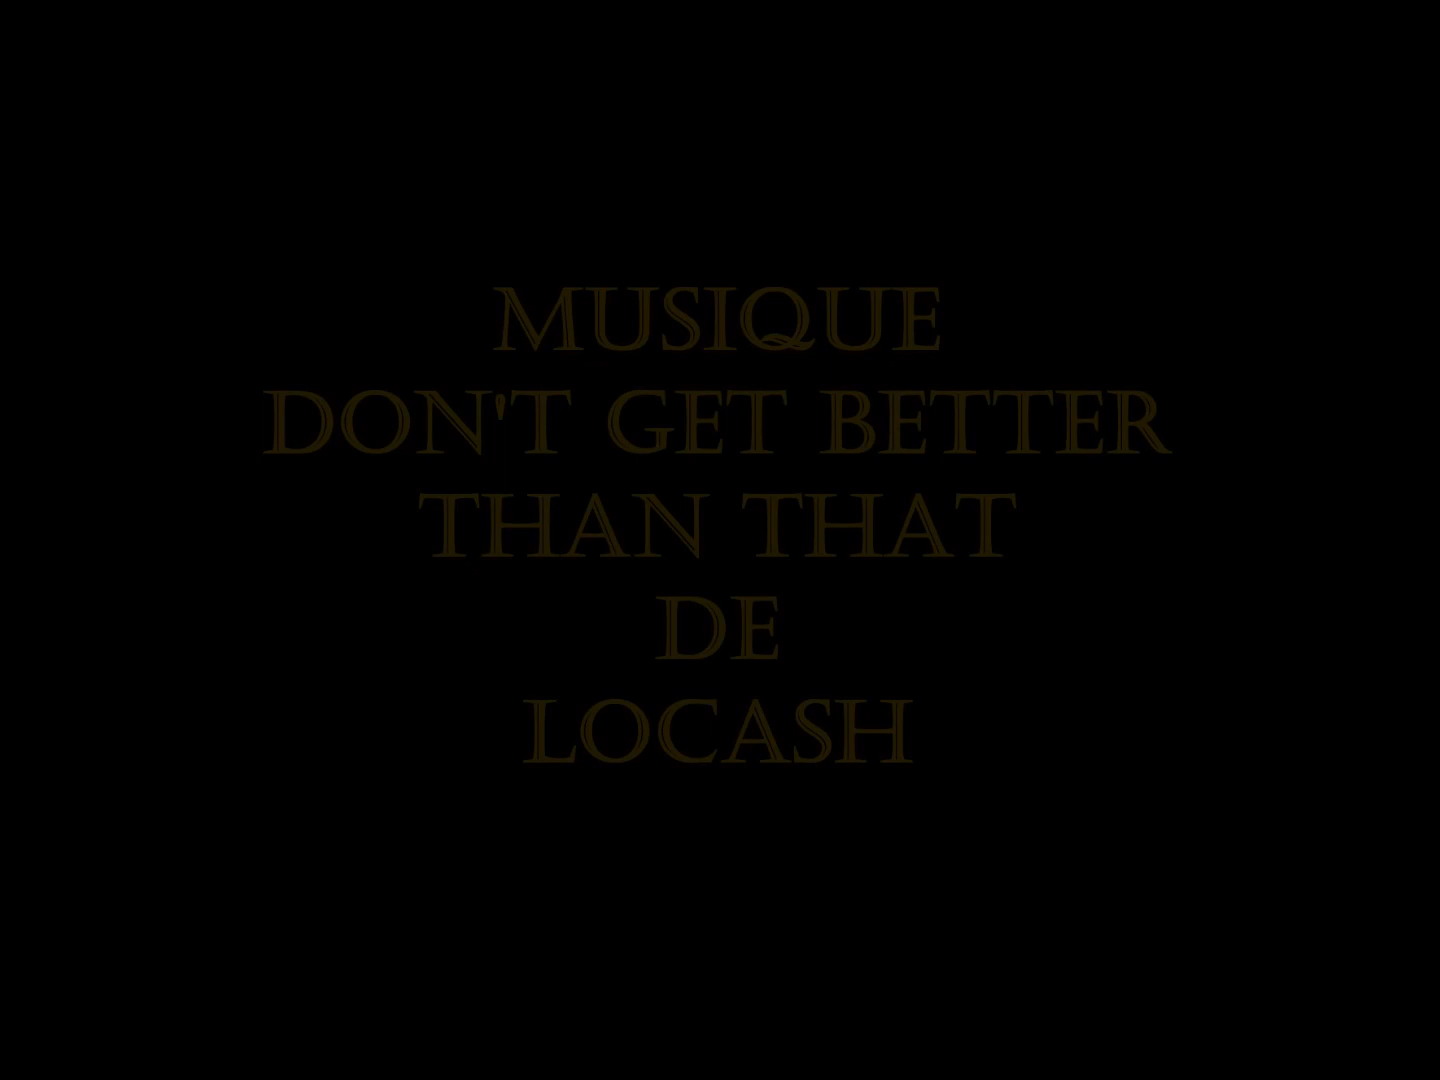 MUSIQUE
DON'T GET BETTER
THAN THAT
DE
LOCASH